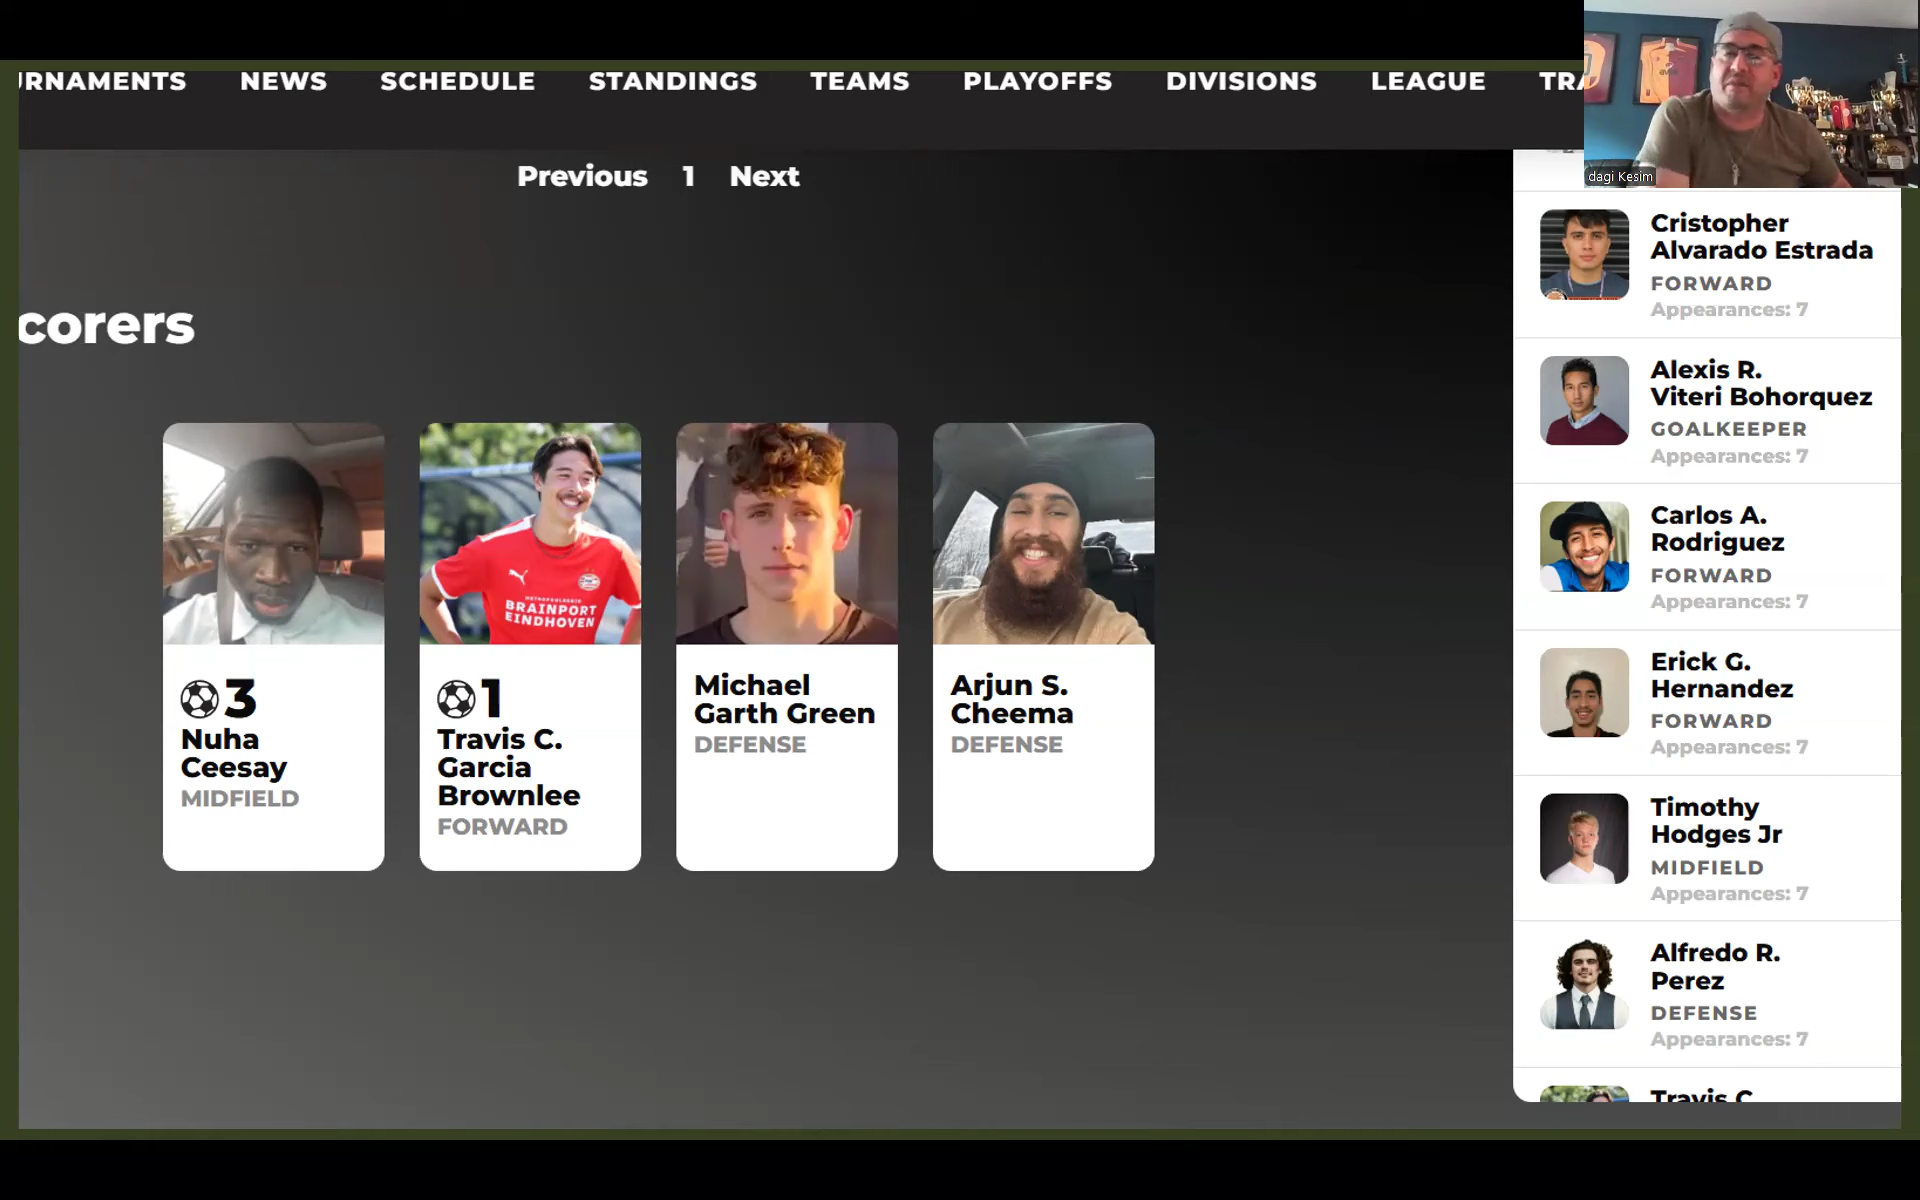 URNAMENTS NEWS SCHEDULE STANDINGS TEAMS PLAYOFFS DIVISIONS LEAGUE TRA
dagi Kesim
Previous 1 Next
corers
3
Nuha
Ceesay
MIDFIELD
BRAINPORT
EINDHOVEN
1
Travis C.
Garcia
Brownlee
FORWARD
Michael
Garth Green
DEFENSE
Arjun S.
Cheema
DEFENSE
Cristopher
Alvarado Estrada
FORWARD
Appearances: 7
Alexis R.
Viteri Bohorquez
GOALKEEPER
Appearances: 7
Carlos A.
Rodriguez
FORWARD
Appearances: 7
Erick G.
Hernandez
FORWARD
Appearances: 7
Timothy
Hodges Jr
MIDFIELD
Appearances: 7
Alfredo R.
Perez
DEFENSE
Appearances: 7
Travis C